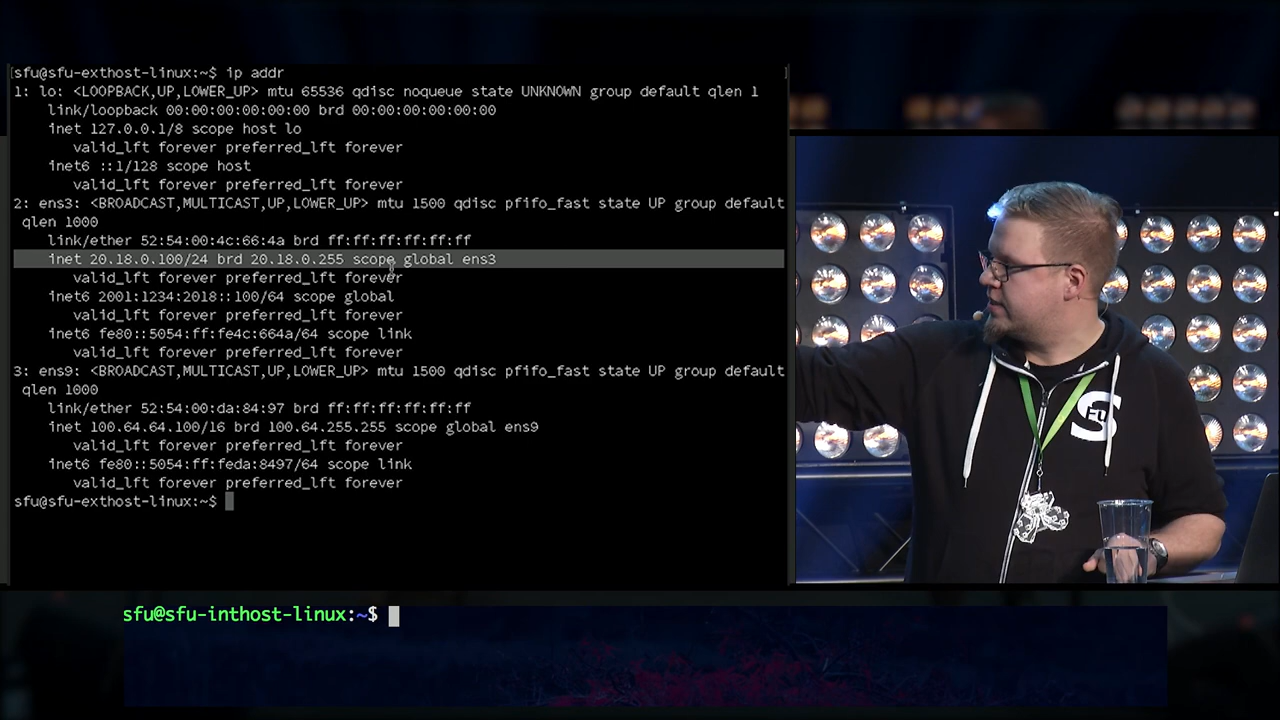 [sfu@sfu-exthost-linux:~$ ip addr ]
1: lo: <LOOPBACK,UP,LOWER_UP> mtu 65536 qdisc noqueue state UNKNOWN group default qlen 1
link/loopback 00:00:00:00:00:00 brd 00:00:00:00:00:00
inet 127.0.0.1/8 scope host lo
valid_lft forever preferred_lft forever
inet6 ::1/128 scope host
valid_lft forever preferred_lft forever
2: ens3: <BROADCAST,MULTICAST,UP,LOWER_UP> mtu 1500 qdisc pfifo_fast state UP group default
qlen 1000
link/ether 52:54:00:4c:66:4a brd ff:ff:ff:ff:ff:ff
inet 20.18.0.100/24 brd 20.18.0.255 scope global ens3
valid_lft forever preferred_lft forever
inet6 2001:1234:2018::100/64 scope global
valid_lft forever preferred_lft forever
inet6 fe80::5054:ff:fe4c:664a/64 scope link
valid_lft forever preferred_lft forever
3: ens9: <BROADCAST,MULTICAST,UP,LOWER_UP> mtu 1500 qdisc pfifo_fast state UP group default
qlen 1000
link/ether 52:54:00:da:84:97 brd ff:ff:ff:ff:ff:ff
inet 100.64.64.100/16 brd 100.64.255.255 scope global ens9
valid_lft forever preferred_lft forever
inet6 fe80::5054:ff:feda:8497/64 scope link
valid_lft forever preferred_lft forever
sfu@sfu-exthost-linux:~$
SFU
sfu@sfu-inthost-linux:~$